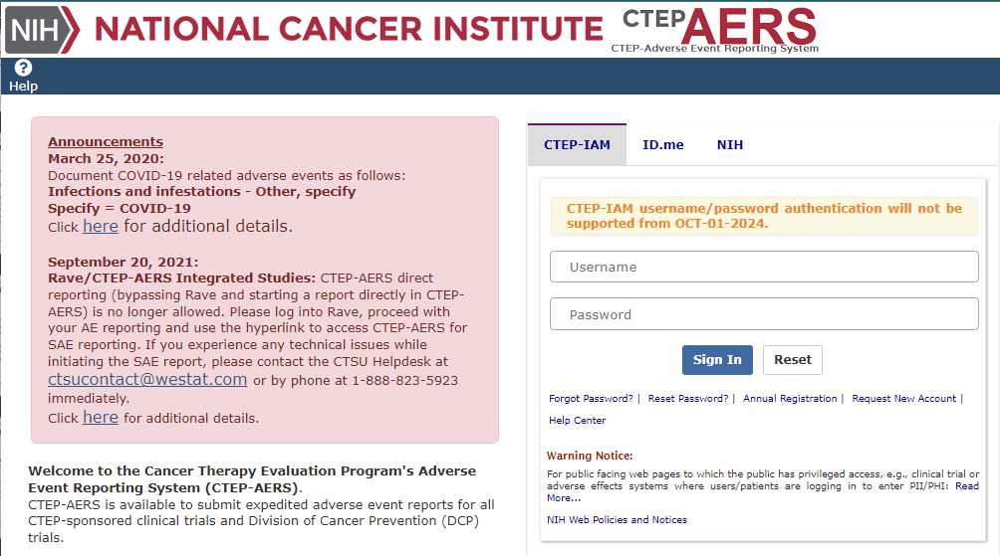 NIH NATIONAL CANCER INSTITUTE CTEP AERS
CTEP-Adverse Event Reporting System
? Help
Announcements
March 25, 2020:
Document COVID-19 related adverse events as follows:
Infections and infestations - Other, specify
Specify = COVID-19
Click here for additional details.
September 20, 2021:
Rave/CTEP-AERS Integrated Studies: CTEP-AERS direct
reporting (bypassing Rave and starting a report directly in CTEP-
AERS) is no longer allowed. Please log into Rave, proceed with
your AE reporting and use the hyperlink to access CTEP-AERS for
SAE reporting. If you experience any technical issues while
initiating the SAE report, please contact the CTSU Helpdesk at
ctsucontact@westat.com or by phone at 1-888-823-5923
immediately.
Click here for additional details.
Welcome to the Cancer Therapy Evaluation Program's Adverse
Event Reporting System (CTEP-AERS).
CTEP-AERS is available to submit expedited adverse event reports for all
CTEP-sponsored clinical trials and Division of Cancer Prevention (DCP)
trials.
CTEP-IAM ID.me NIH
CTEP-IAM username/password authentication will not be
supported from OCT-01-2024.
Username
Password
Sign In Reset
Forgot Password? | Reset Password? | Annual Registration | Request New Account |
Help Center
Warning Notice:
For public facing web pages to which the public has privileged access, e.g., clinical trial or
adverse effects systems where users/patients are logging in to enter PII/PHI: Read
More...
NIH Web Policies and Notices